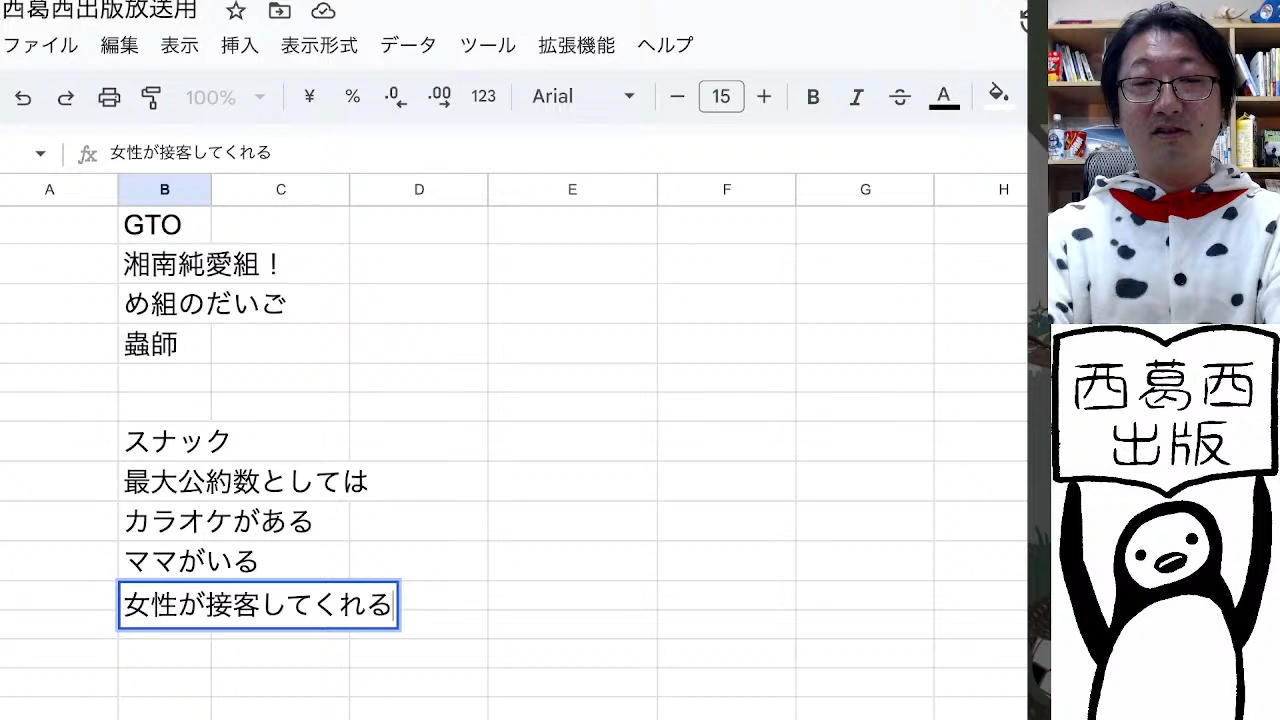 西葛西出版放送用
ファイル 編集 表示 挿入 表示形式 データ ツール 拡張機能 ヘルプ
100% ¥ % .0 .00 123 Arial 15 B I S A
fx 女性が接客してくれる
A B C D E F G H
GTO
湘南純愛組！
め組のだいご
蟲師
スナック
最大公約数としては
カラオケがある
ママがいる
女性が接客してくれる
西葛西
出版